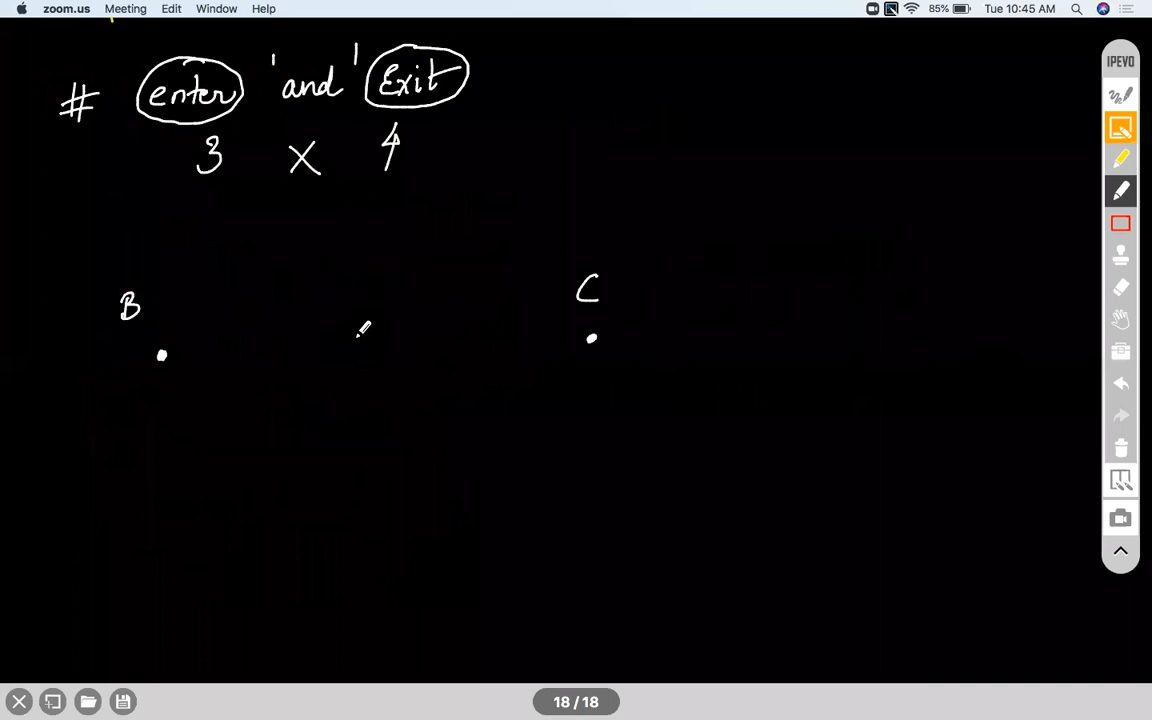 zoom.us Meeting Edit Window Help 85% Tue 10:45 AM
# enter 'and' Exit
3 X 4
B C
IPEVO
18 / 18